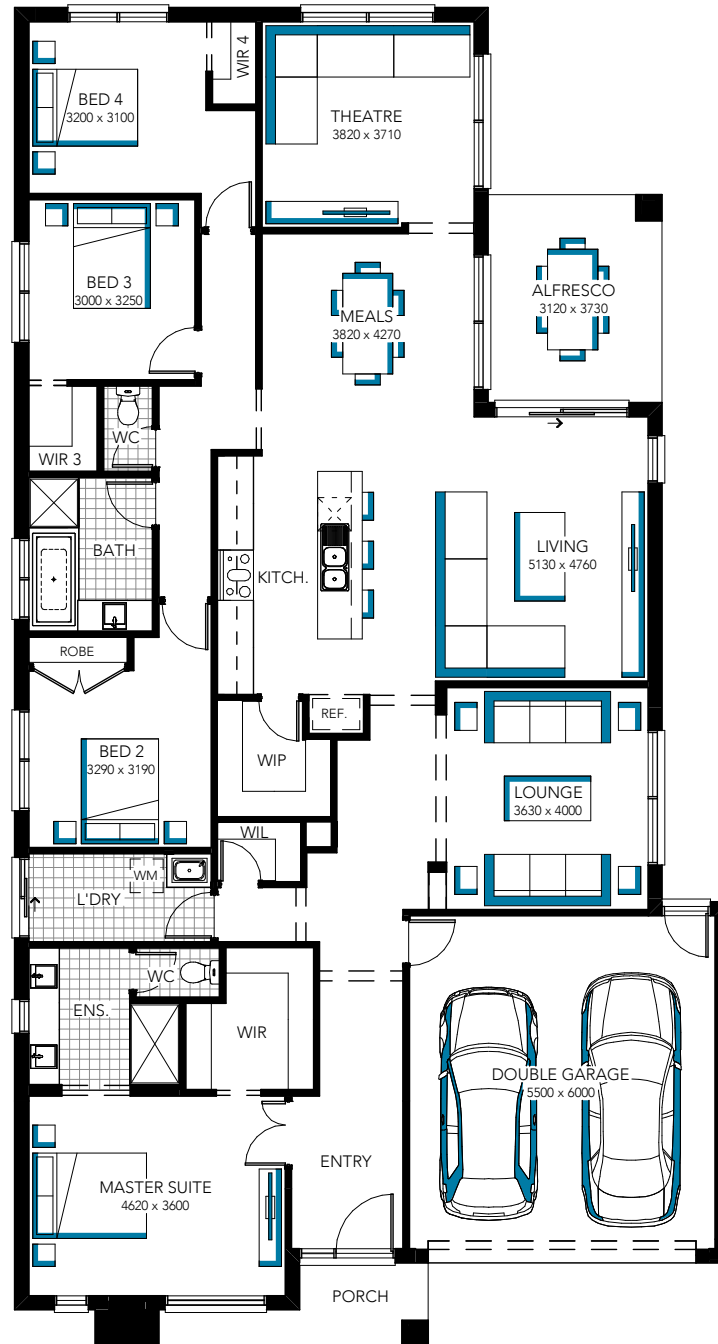 WIR 4
BED 4
3200 x 3100
THEATRE
3820 x 3710
BED 3
3000 x 3250
ALFRESCO
3120 x 3730
MEALS
3820 x 4270
WC
WIR 3
BATH
KITCH.
LIVING
5130 x 4760
ROBE
REF.
BED 2
3290 x 3190
WIP
LOUNGE
3630 x 4000
WIL
WM
L'DRY
WC
ENS.
WIR
DOUBLE GARAGE
5500 x 6000
ENTRY
MASTER SUITE
4620 x 3600
PORCH